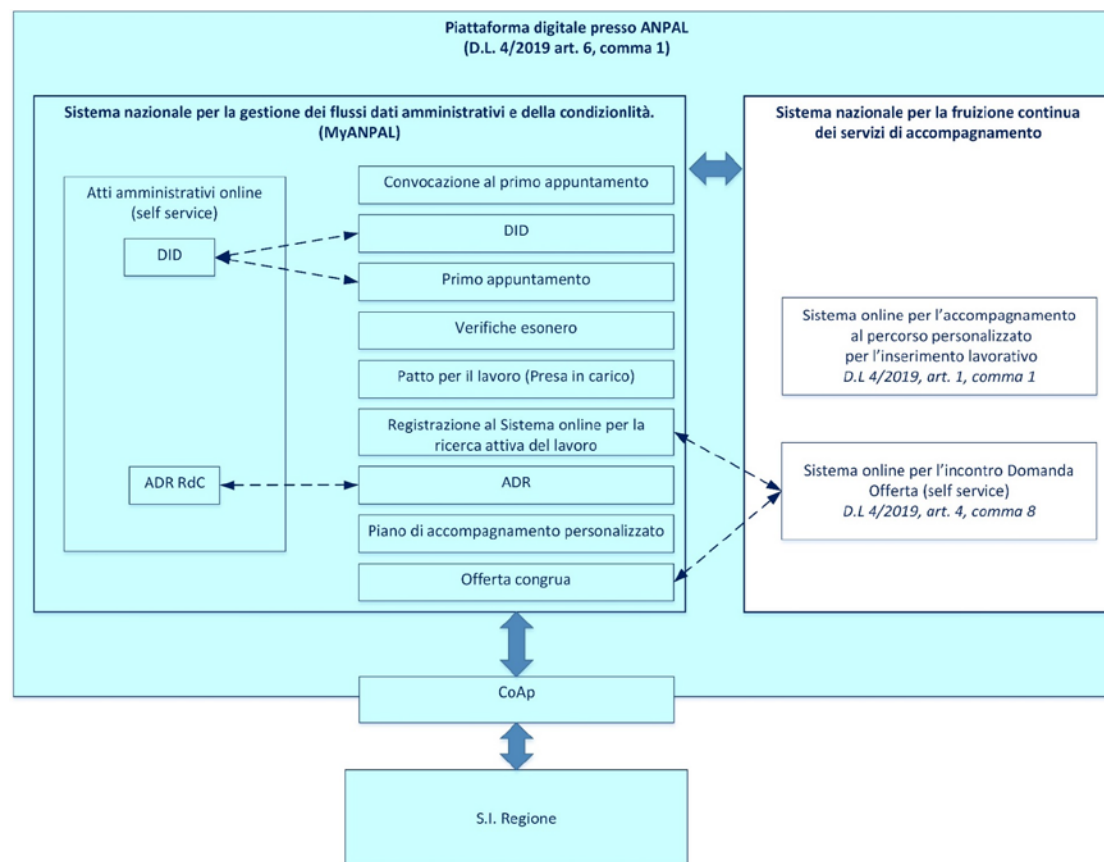 Piattaforma digitale presso ANPAL
(D.L. 4/2019 art. 6, comma 1)
Sistema nazionale per la gestione dei flussi dati amministrativi e della condizionlità.
(MyANPAL)
Atti amministrativi online
(self service)
DID
ADR RdC
Convocazione al primo appuntamento
DID
Primo appuntamento
Verifiche esonero
Patto per il lavoro (Presa in carico)
Registrazione al Sistema online per la
ricerca attiva del lavoro
ADR
Piano di accompagnamento personalizzato
Offerta congrua
Sistema nazionale per la fruizione continua
dei servizi di accompagnamento
Sistema online per l'accompagnamento
al percorso personalizzato
per l'inserimento lavorativo
D.L 4/2019, art. 1, comma 1
Sistema online per l'incontro Domanda
Offerta (self service)
D.L 4/2019, art. 4, comma 8
CoAp
S.I. Regione